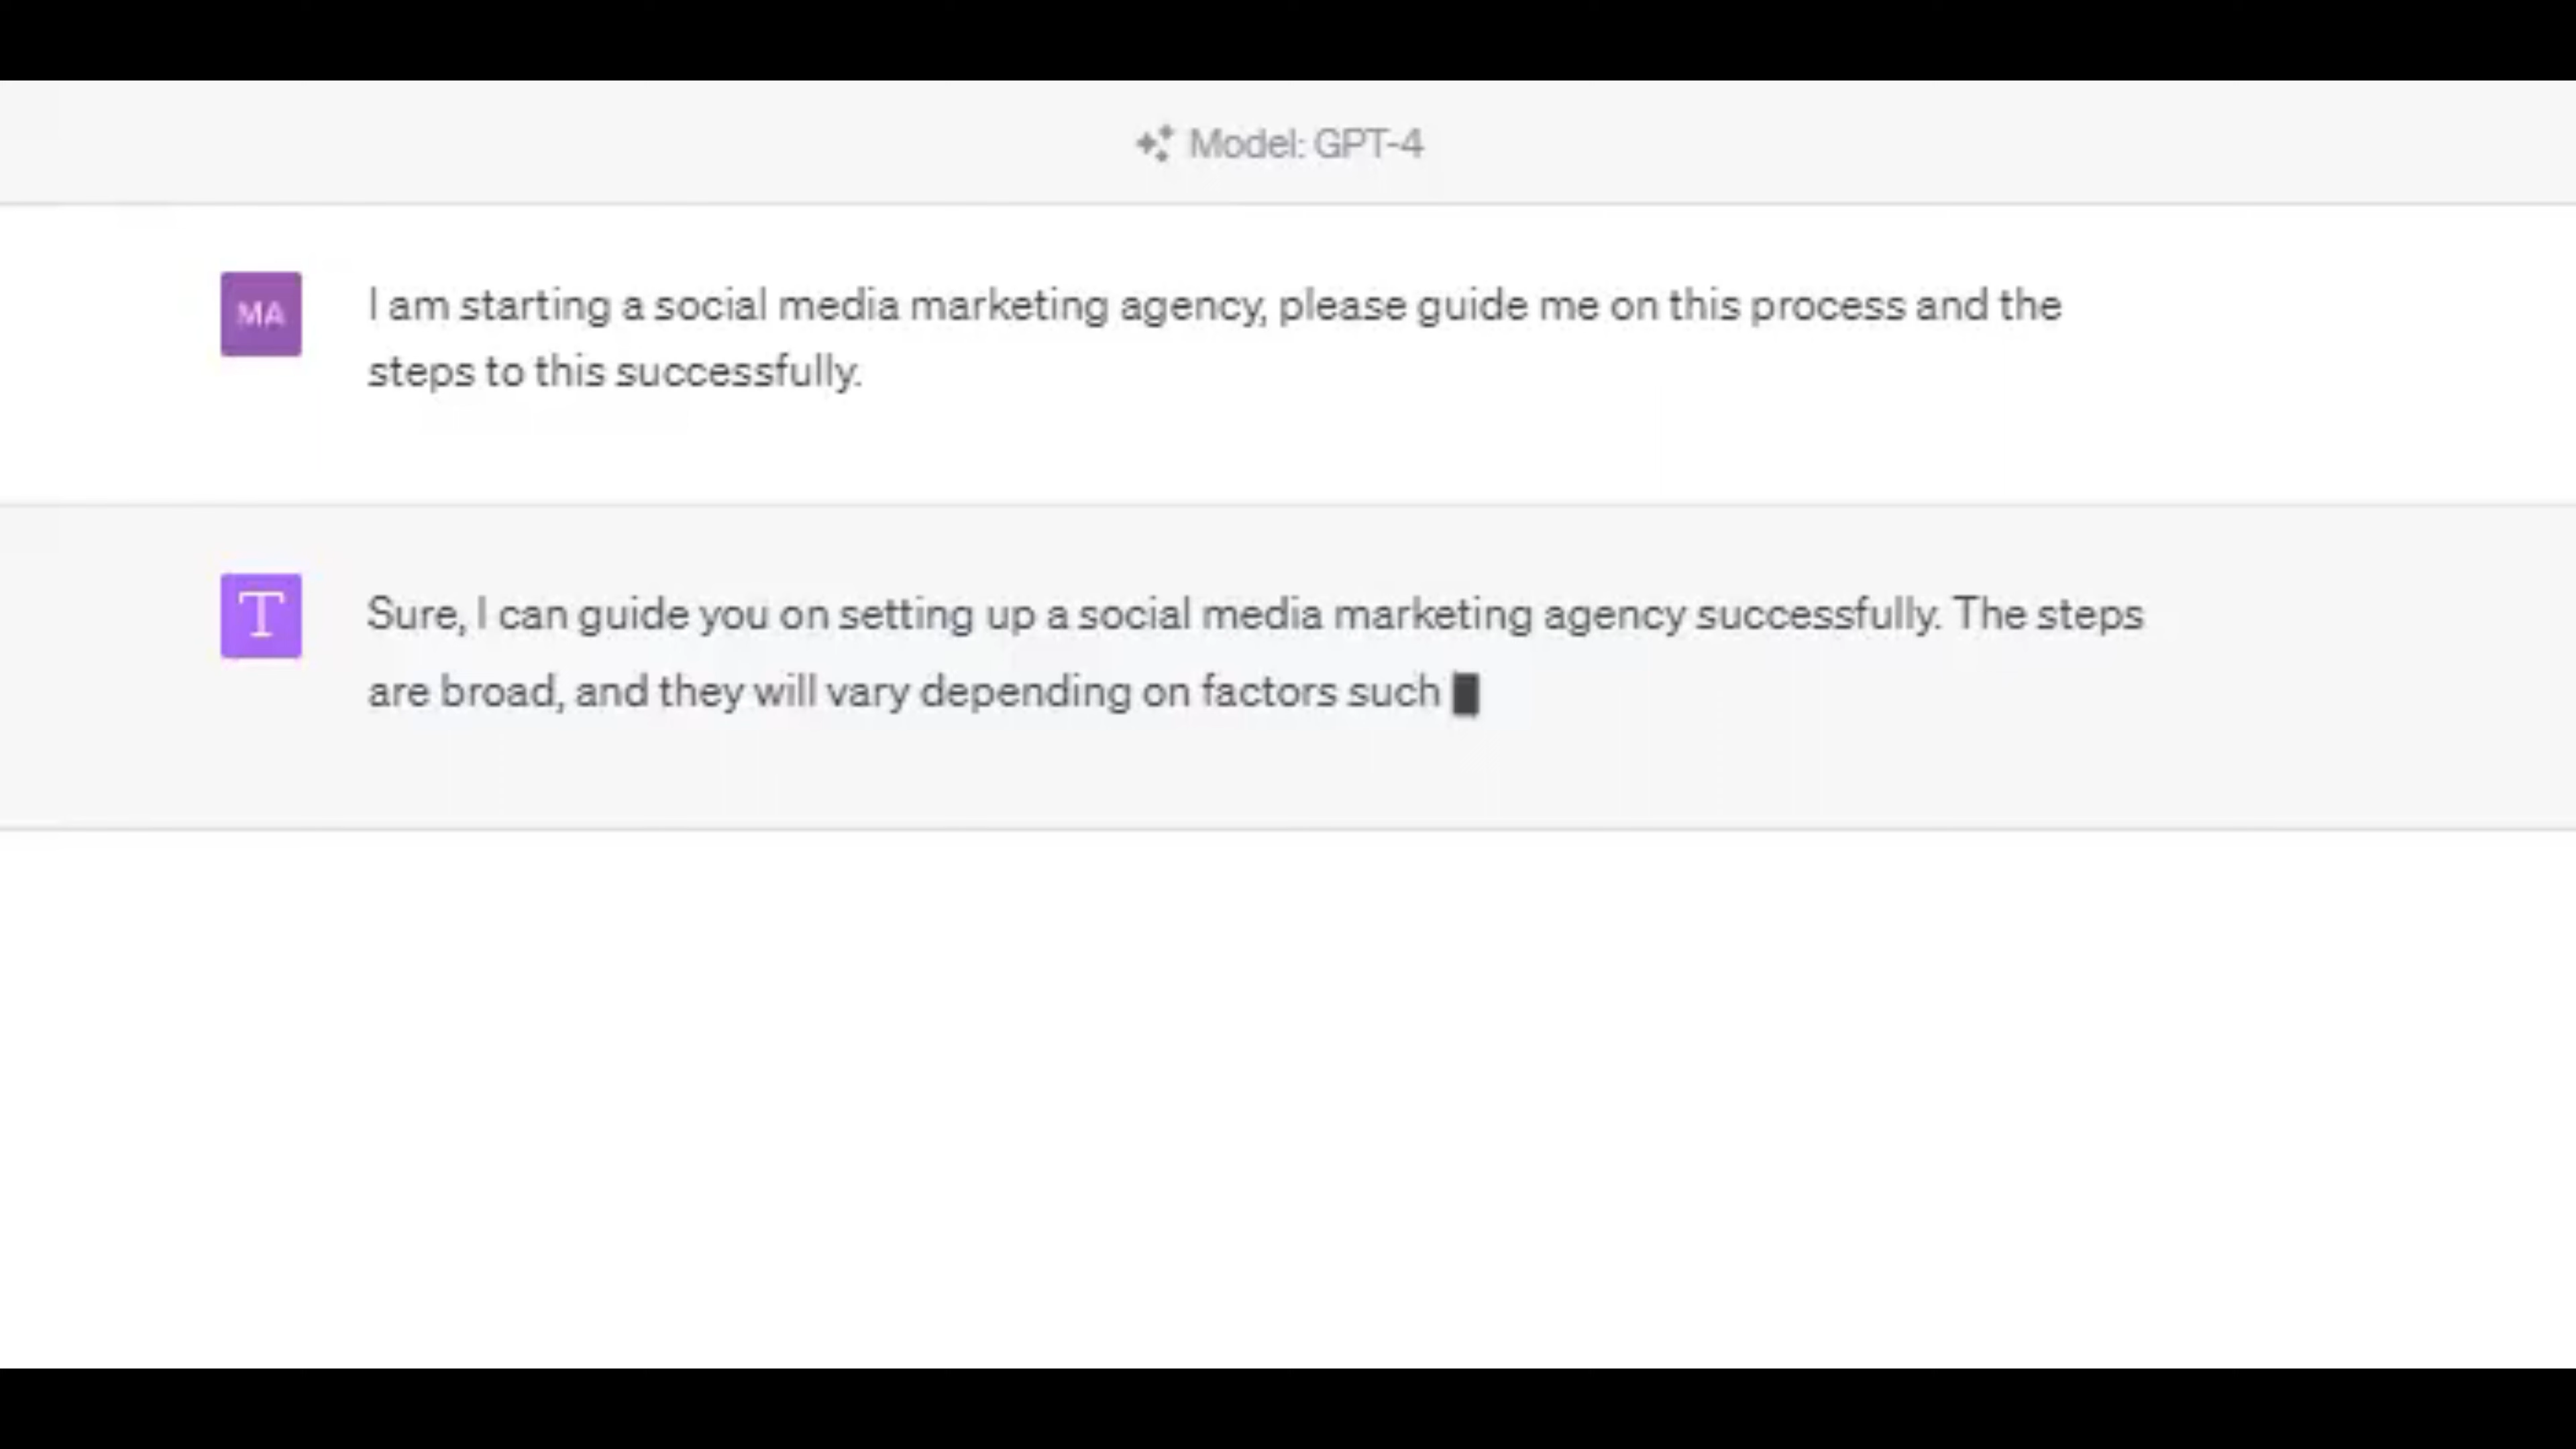 Model: GPT-4
MA
I am starting a social media marketing agency, please guide me on this process and the
steps to this successfully.
T
Sure, I can guide you on setting up a social media marketing agency successfully. The steps
are broad, and they will vary depending on factors such